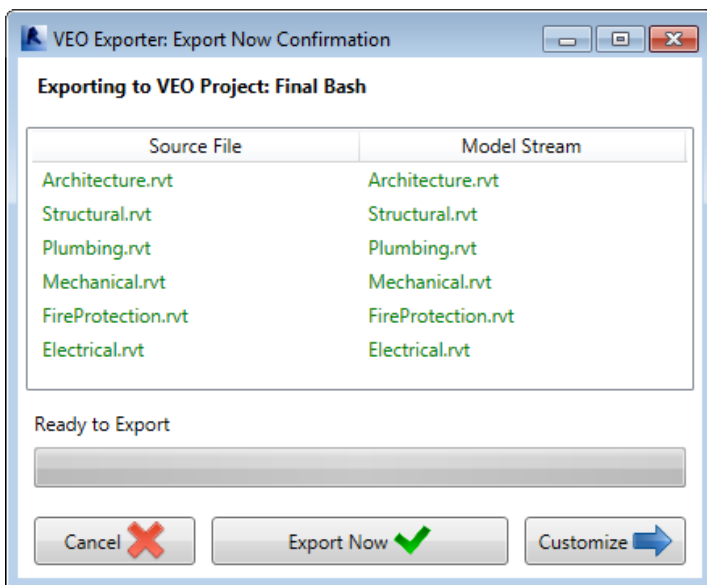 VEO Exporter: Export Now Confirmation
Exporting to VEO Project: Final Bash
Source File Model Stream
Architecture.rvt Architecture.rvt
Structural.rvt Structural.rvt
Plumbing.rvt Plumbing.rvt
Mechanical.rvt Mechanical.rvt
FireProtection.rvt FireProtection.rvt
Electrical.rvt Electrical.rvt
Ready to Export
Cancel Export Now Customize